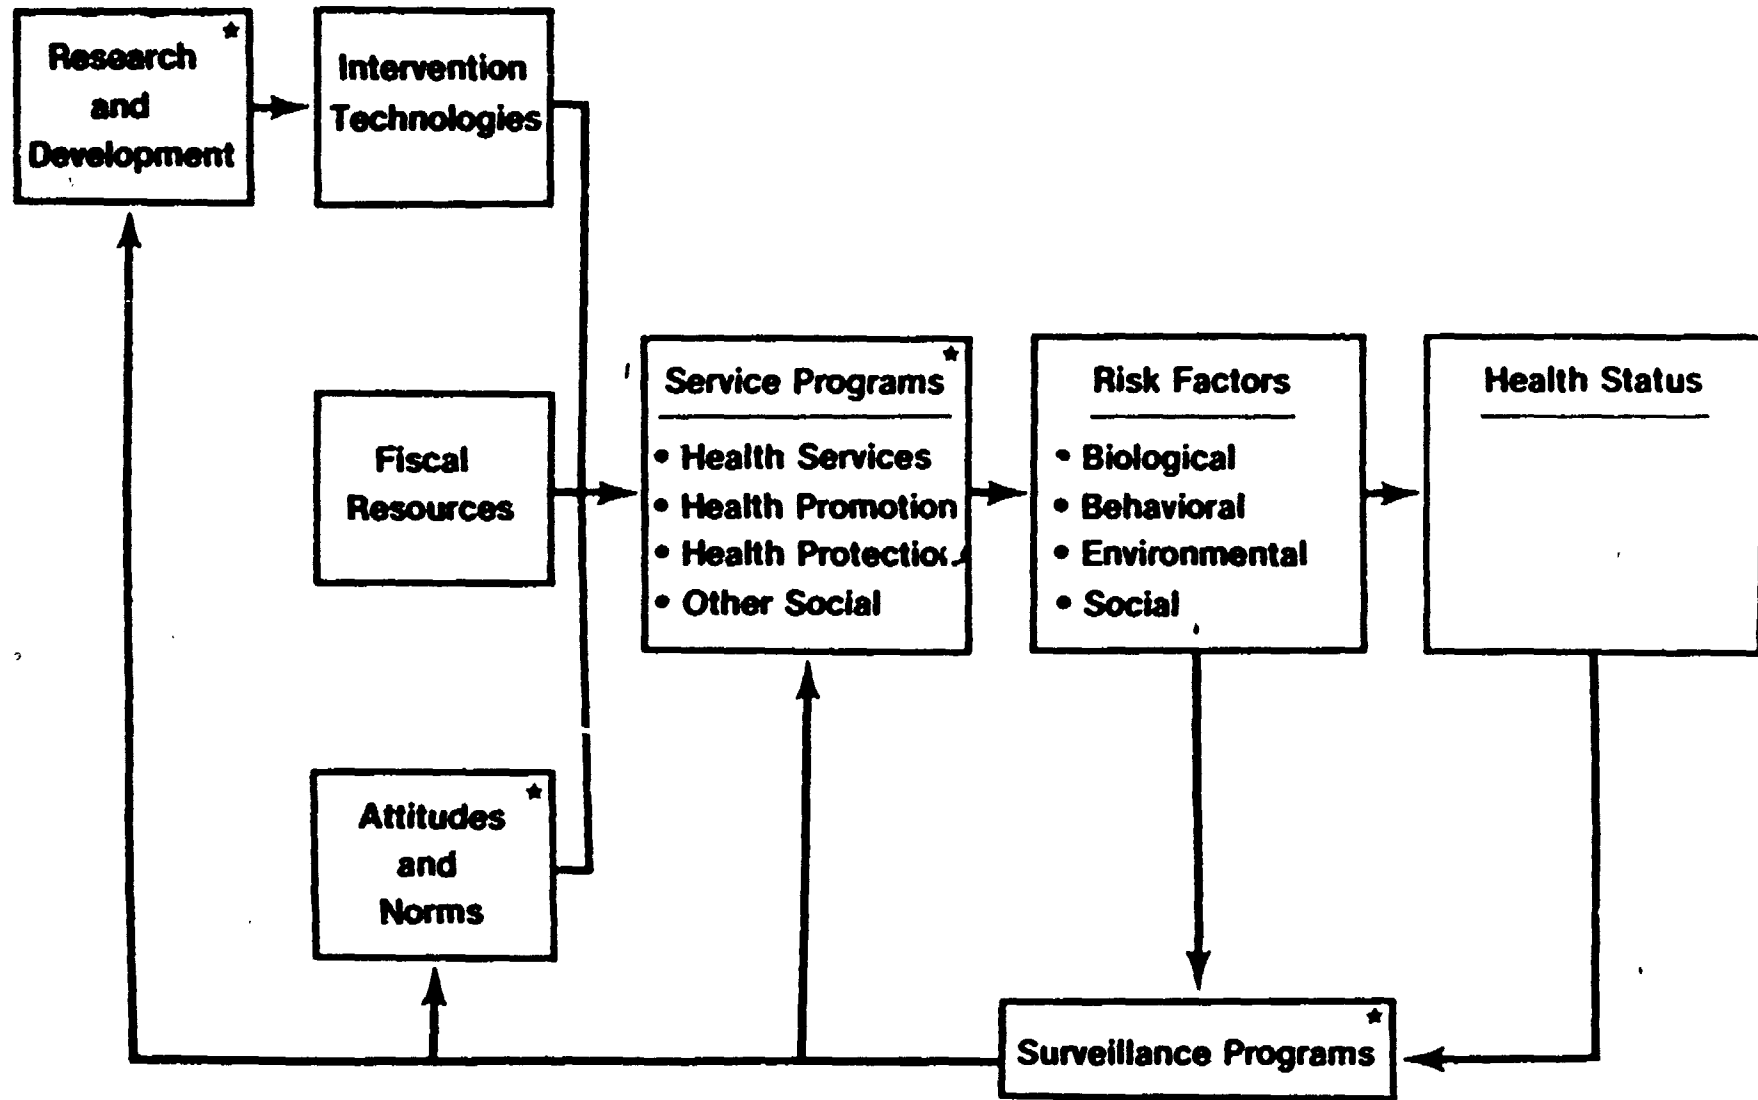 Research
and
Development
Intervention
Technologies
Fiscal
Resources
Attitudes
and
Norms
Service Programs
• Health Services
• Health Promotion
• Health Protection
• Other Social
Risk Factors
• Biological
• Behavioral
• Environmental
• Social
Health Status
Surveillance Programs